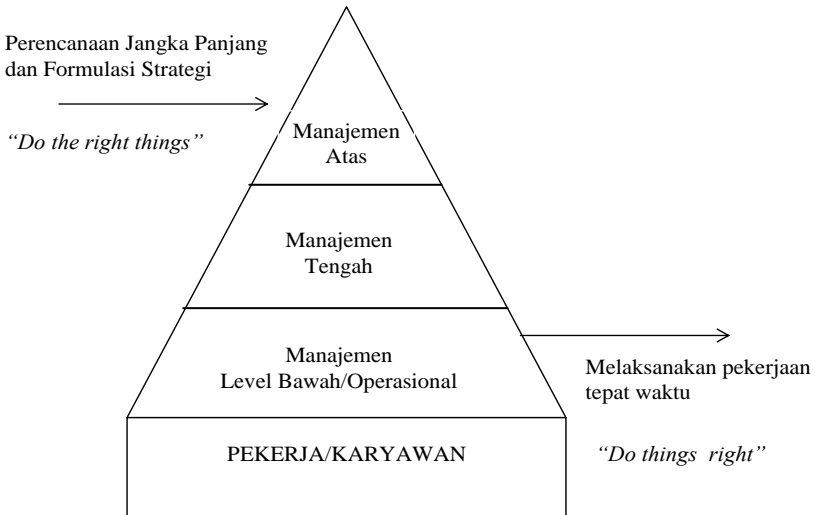 Perencanaan Jangka Panjang
dan Formulasi Strategi
“Do the right things”
Manajemen
Atas
Manajemen
Tengah
Manajemen
Level Bawah/Operasional
Melaksanakan pekerjaan
tepat waktu
PEKERJA/KARYAWAN
“Do things right”